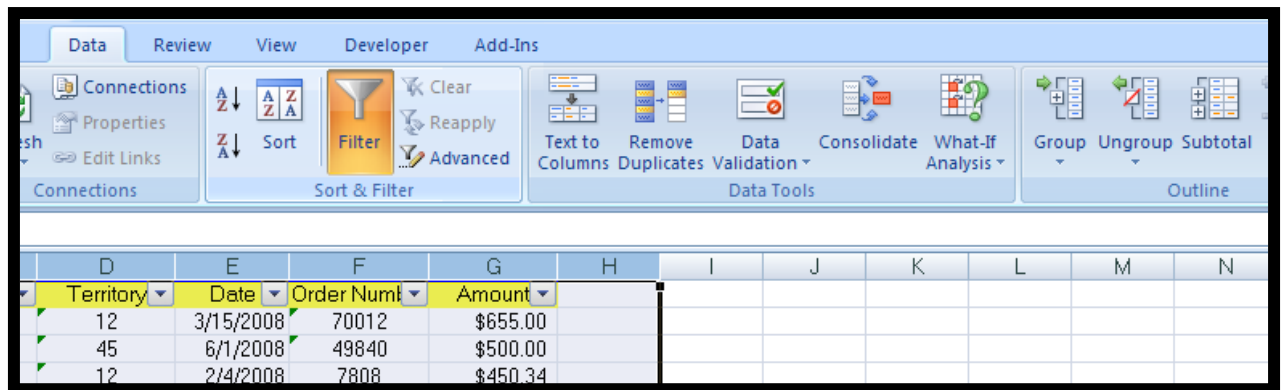 Data Review View Developer Add-Ins
Connections Clear
Properties Reapply
esh Edit Links Sort Filter Advanced
Text to Columns Remove Duplicates Data Validation Consolidate What-If Analysis Group Ungroup Subtotal
Connections Sort & Filter Data Tools Outline
D E F G H I J K L M N
Territory Date Order Numb Amount
12 3/15/2008 70012 $655.00
45 6/1/2008 49840 $500.00
12 2/4/2008 7808 $450.34